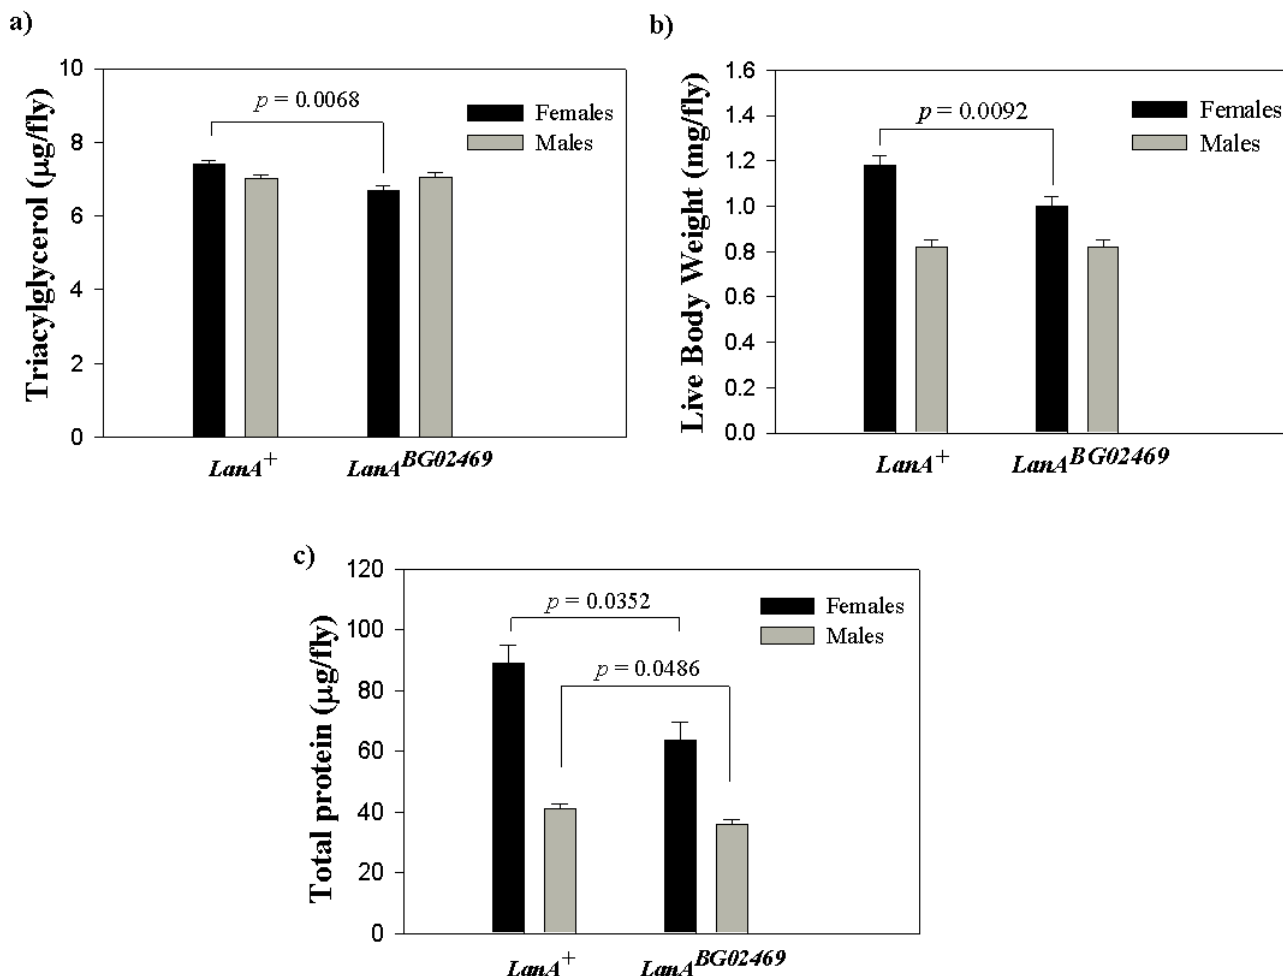 a)
Triacylglycerol (μg/fly)
10
8
6
4
2
0
p = 0.0068
Females
Males
LanA+
LanABG02469
b)
Live Body Weight (mg/fly)
1.6
1.4
1.2
1.0
0.8
0.6
0.4
0.2
0.0
p = 0.0092
Females
Males
LanA+
LanABG02469
c)
Total protein (μg/fly)
120
100
80
60
40
20
0
p = 0.0352
p = 0.0486
Females
Males
LanA+
LanABG02469